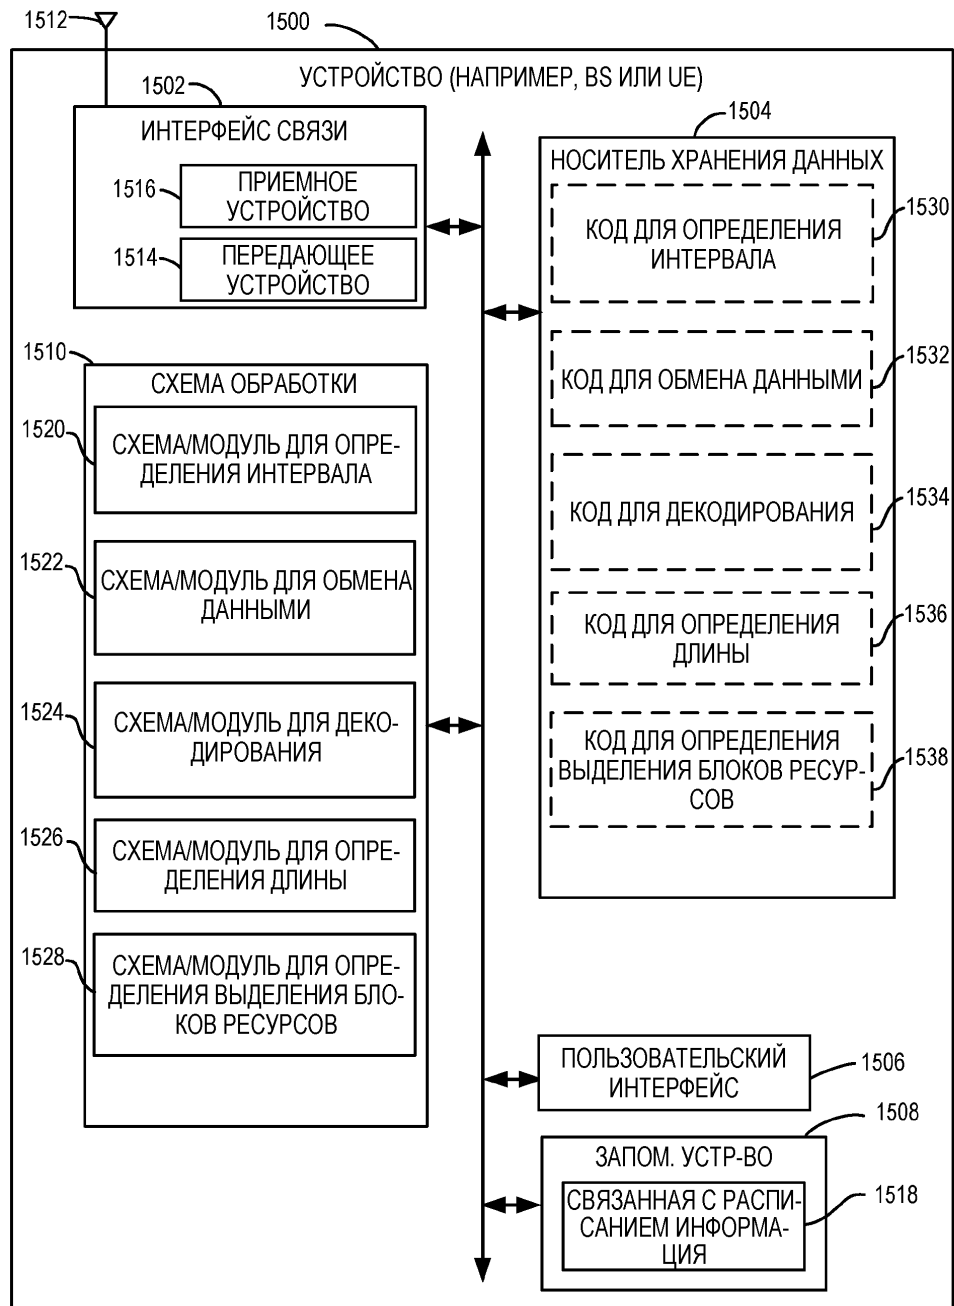 1512
1500
УСТРОЙСТВО (НАПРИМЕР, BS ИЛИ UE)
1502
ИНТЕРФЕЙС СВЯЗИ
1516
ПРИЕМНОЕ
УСТРОЙСТВО
1514
ПЕРЕДАЮЩЕЕ
УСТРОЙСТВО
1504
НОСИТЕЛЬ ХРАНЕНИЯ ДАННЫХ
КОД ДЛЯ ОПРЕДЕЛЕНИЯ
ИНТЕРВАЛА
1530
КОД ДЛЯ ОБМЕНА ДАННЫМИ
1532
КОД ДЛЯ ДЕКОДИРОВАНИЯ
1534
КОД ДЛЯ ОПРЕДЕЛЕНИЯ
ДЛИНЫ
1536
КОД ДЛЯ ОПРЕДЕЛЕНИЯ
ВЫДЕЛЕНИЯ БЛОКОВ РЕСУР-
СОВ
1538
1510
СХЕМА ОБРАБОТКИ
1520
СХЕМА/МОДУЛЬ ДЛЯ ОПРЕ-
ДЕЛЕНИЯ ИНТЕРВАЛА
1522
СХЕМА/МОДУЛЬ ДЛЯ ОБМЕНА
ДАННЫМИ
1524
СХЕМА/МОДУЛЬ ДЛЯ ДЕКО-
ДИРОВАНИЯ
1526
СХЕМА/МОДУЛЬ ДЛЯ ОПРЕ-
ДЕЛЕНИЯ ДЛИНЫ
1528
СХЕМА/МОДУЛЬ ДЛЯ ОПРЕ-
ДЕЛЕНИЯ ВЫДЕЛЕНИЯ БЛО-
КОВ РЕСУРСОВ
ПОЛЬЗОВАТЕЛЬСКИЙ
ИНТЕРФЕЙС
1506
1508
ЗАПОМ. УСТР-ВО
СВЯЗАННАЯ С РАСПИ-
САНИЕМ ИНФОРМА-
ЦИЯ
1518